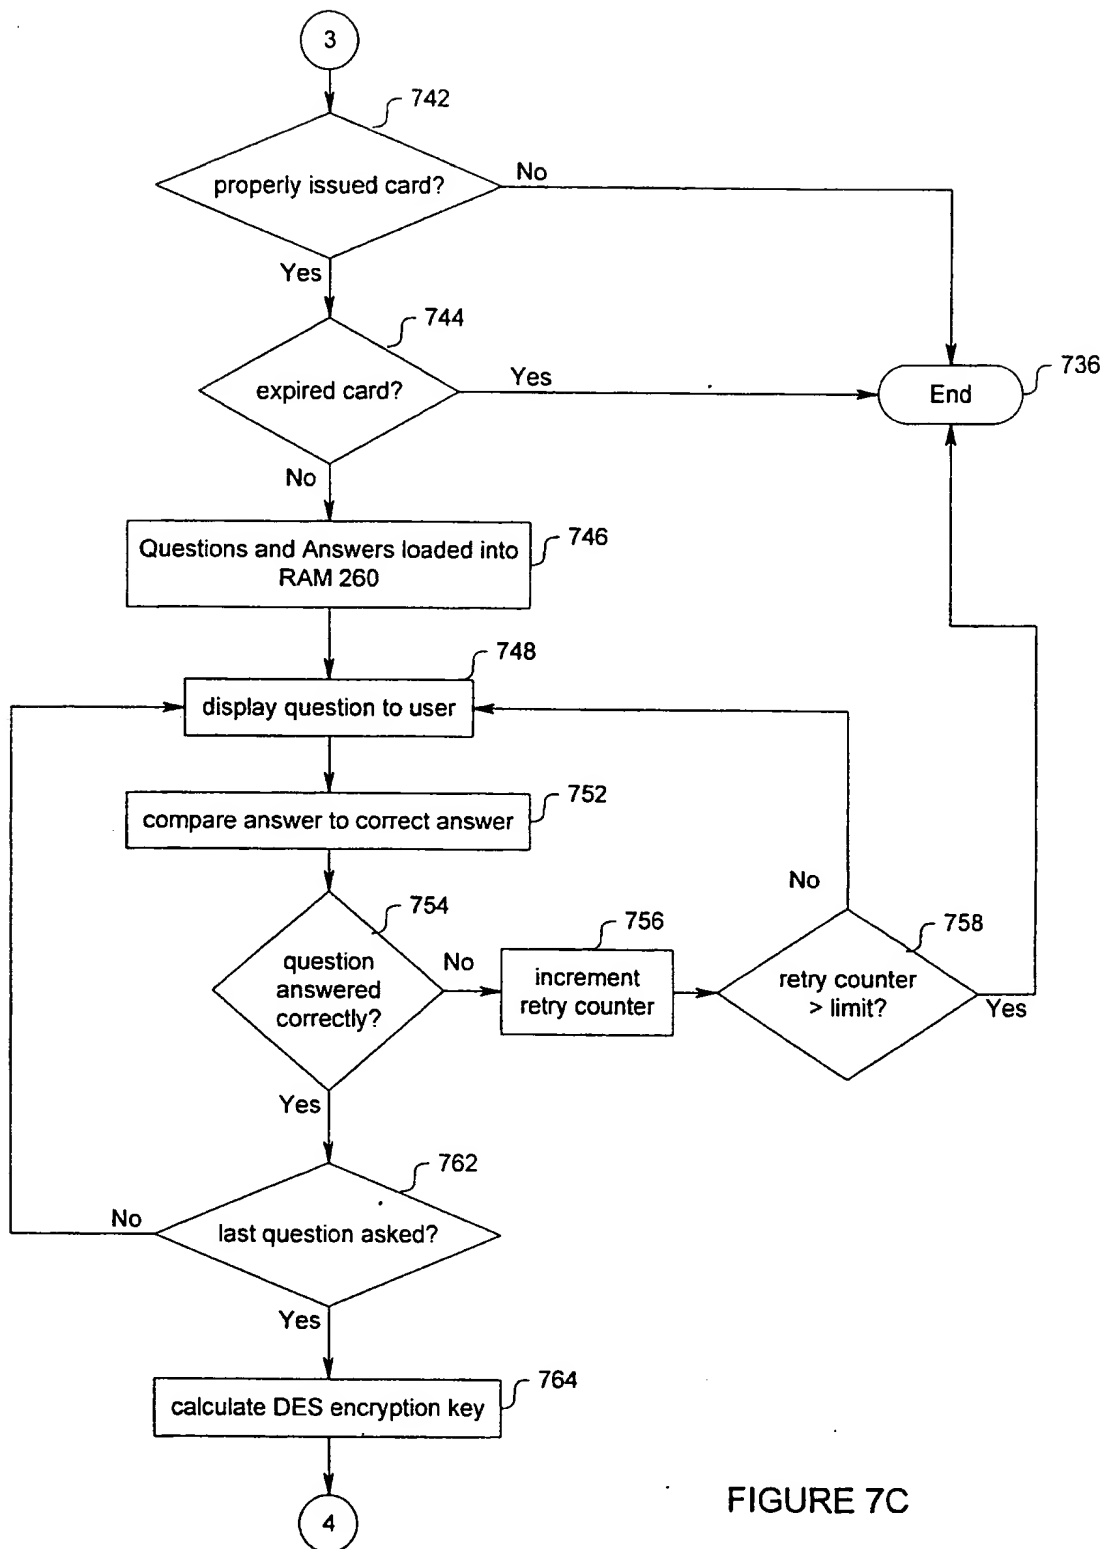 3
742
properly issued card?
No
Yes
744
expired card?
Yes
736
End
No
Questions and Answers loaded into
RAM 260
746
748
display question to user
752
compare answer to correct answer
754
question
answered
correctly?
No
756
increment
retry counter
No
758
retry counter
> limit?
Yes
Yes
762
last question asked?
No
Yes
764
calculate DES encryption key
4
FIGURE 7C